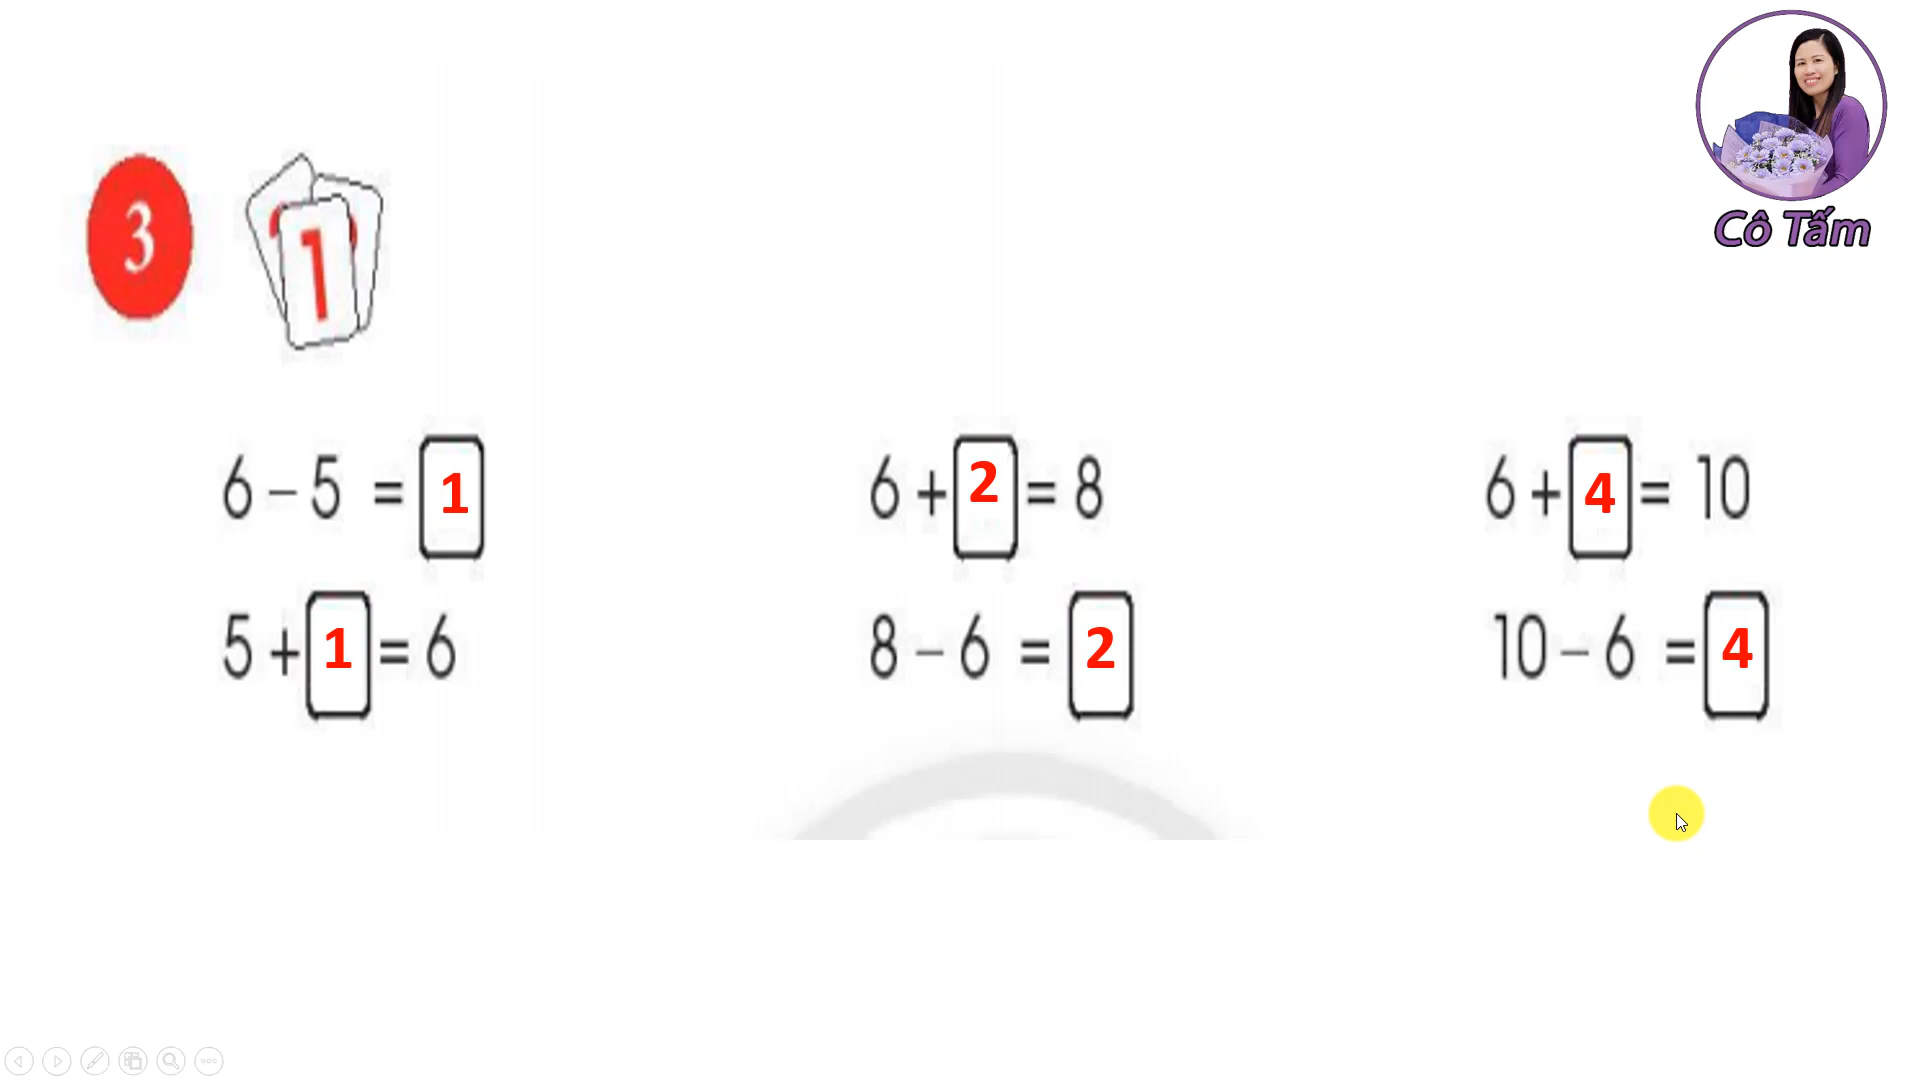 Cô Tấm
3
1
6 – 5 = 1
6 + 2 = 8
6 + 4 = 10
5 + 1 = 6
8 – 6 = 2
10 – 6 = 4